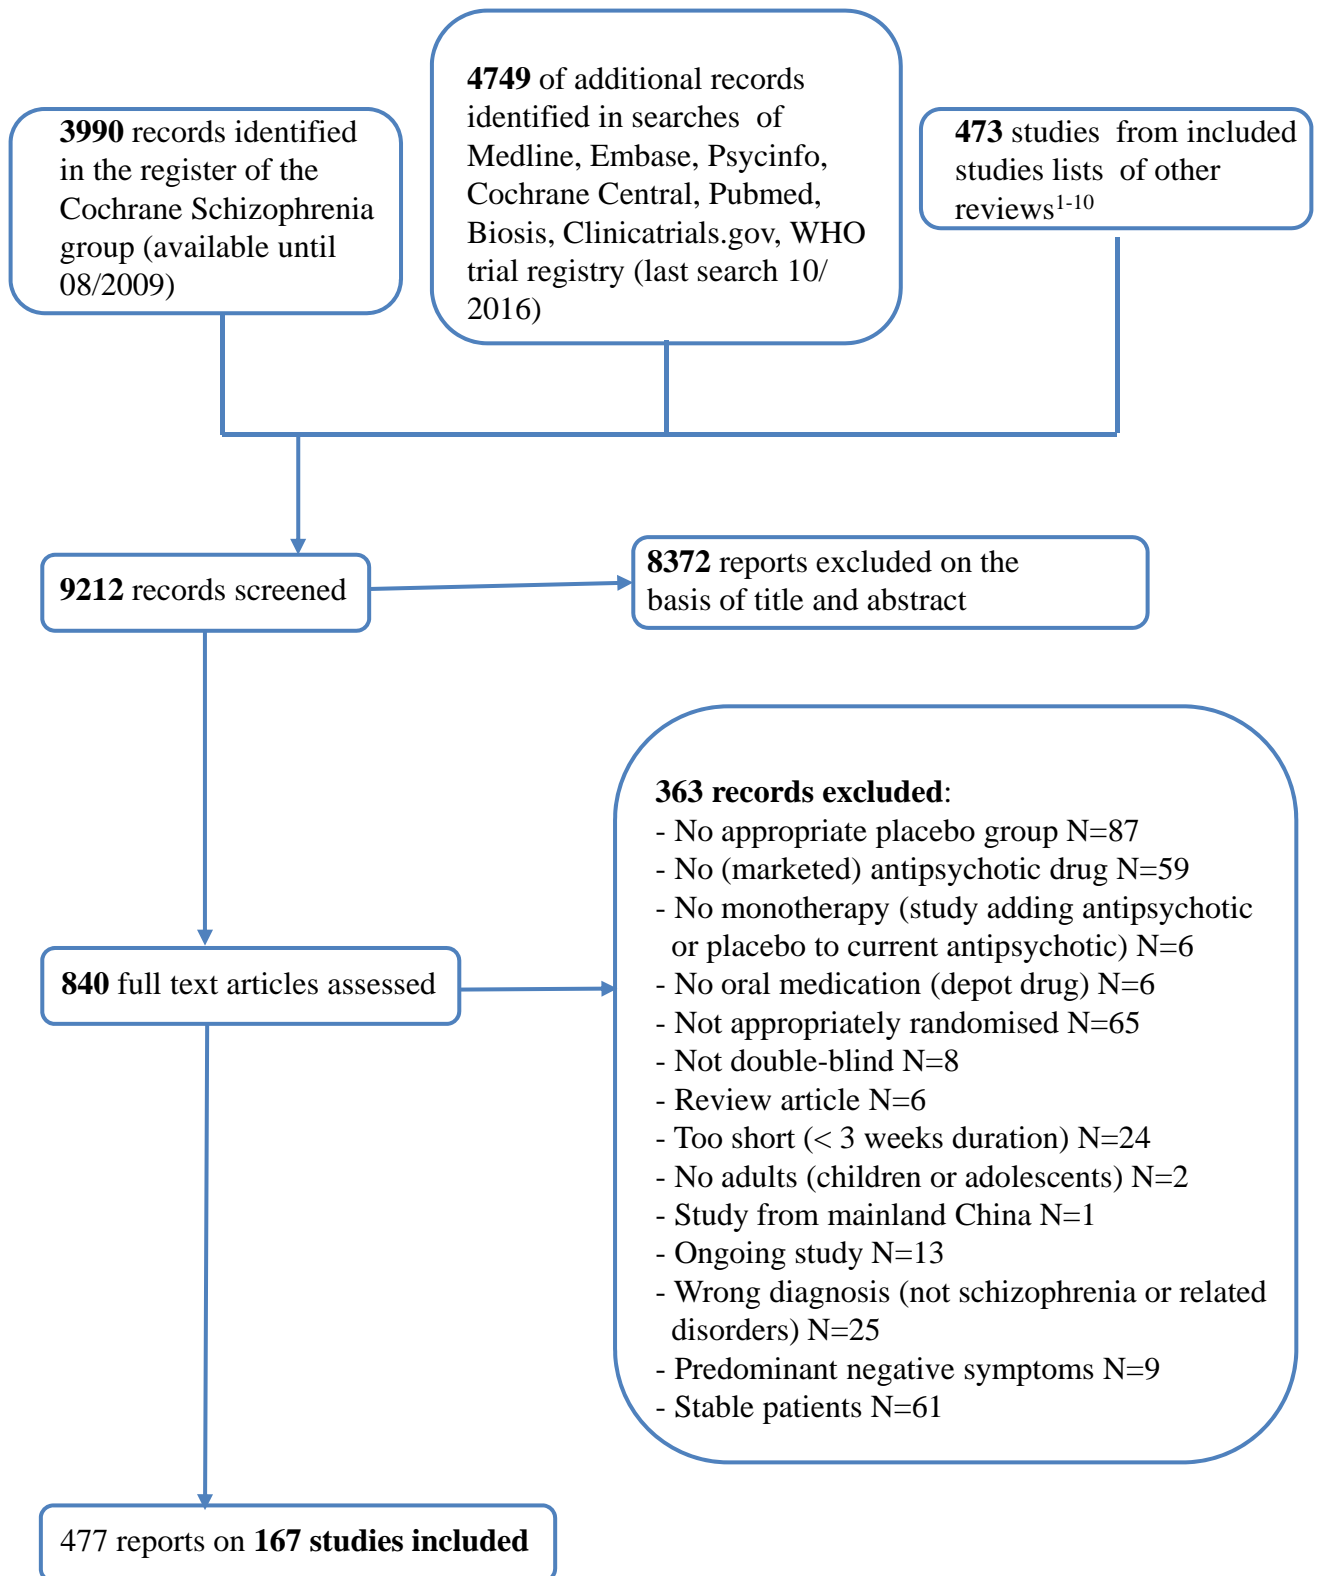 3990 records identified
in the register of the
Cochrane Schizophrenia
group (available until
08/2009)
4749 of additional records
identified in searches of
Medline, Embase, Psycinfo,
Cochrane Central, Pubmed,
Biosis, Clinicatrials.gov, WHO
trial registry (last search 10/
2016)
473 studies from included
studies lists of other
reviews1-10
9212 records screened
8372 reports excluded on the
basis of title and abstract
840 full text articles assessed
363 records excluded:
- No appropriate placebo group N=87
- No (marketed) antipsychotic drug N=59
- No monotherapy (study adding antipsychotic
or placebo to current antipsychotic) N=6
- No oral medication (depot drug) N=6
- Not appropriately randomised N=65
- Not double-blind N=8
- Review article N=6
- Too short (< 3 weeks duration) N=24
- No adults (children or adolescents) N=2
- Study from mainland China N=1
- Ongoing study N=13
- Wrong diagnosis (not schizophrenia or related
disorders) N=25
- Predominant negative symptoms N=9
- Stable patients N=61
477 reports on 167 studies included